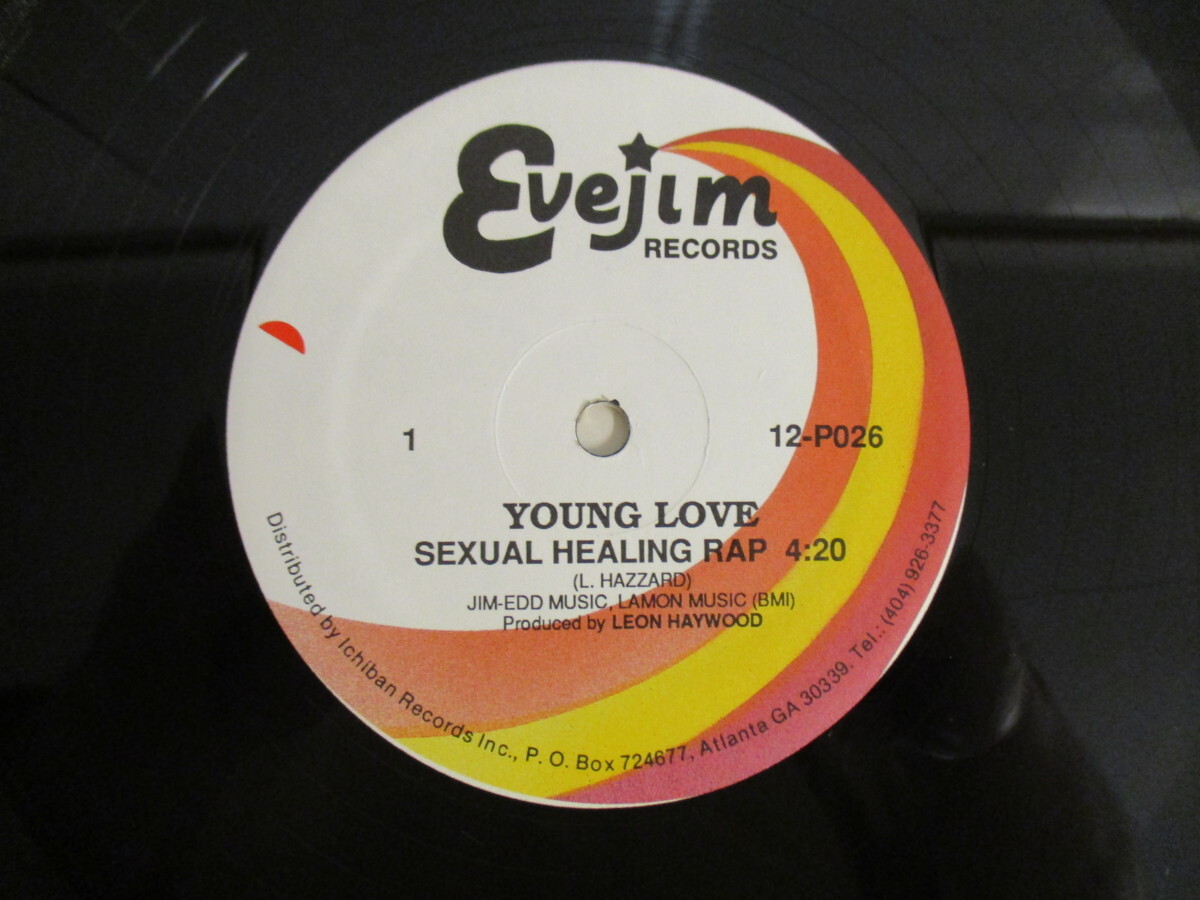 Evejim
RECORDS
1
12-P026
YOUNG LOVE
SEXUAL HEALING RAP 4:20
(L. HAZZARD)
JIM-EDD MUSIC, LAMON MUSIC (BMI)
Produced by LEON HAYWOOD
Distributed by Ichiban Records Inc., P. O. Box 724677, Atlanta GA 30339. Tel.: (404) 926-3377